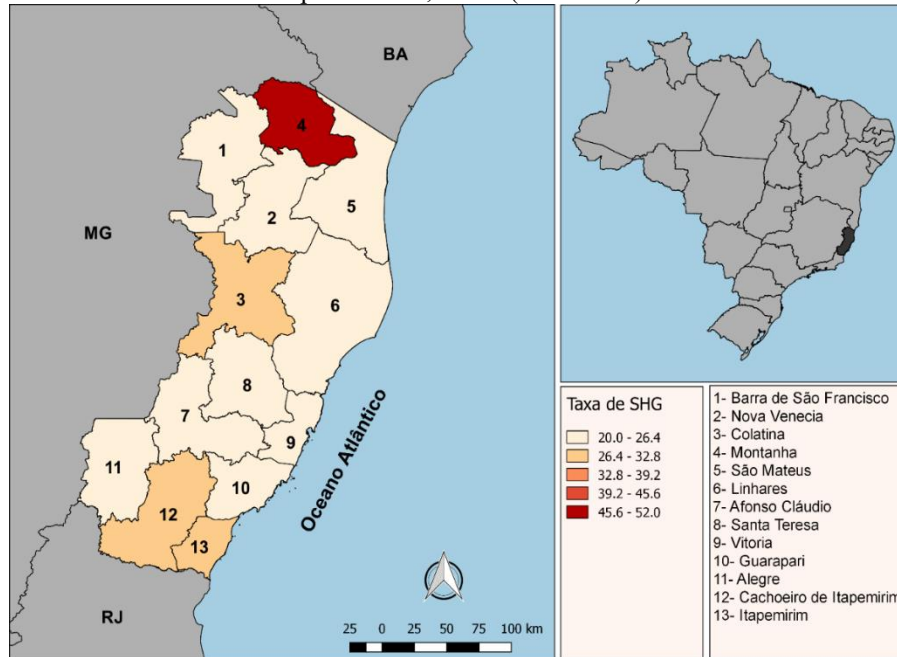 BA
4
1
2
5
MG
3
6
8
7
9
11
10
12
13
Oceano Atlântico
RJ
25 0 25 50 75 100 km
Taxa de SHG
20.0 - 26.4
26.4 - 32.8
32.8 - 39.2
39.2 - 45.6
45.6 - 52.0
1- Barra de São Francisco
2- Nova Venecia
3- Colatina
4- Montanha
5- São Mateus
6- Linhares
7- Afonso Cláudio
8- Santa Teresa
9- Vitoria
10- Guarapari
11- Alegre
12- Cachoeiro de Itapemirim
13- Itapemirim